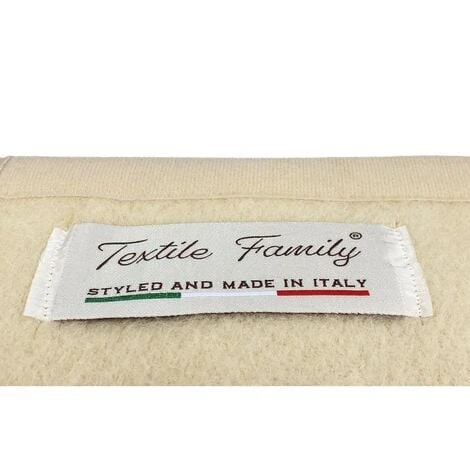 Textile Family®
STYLED AND MADE IN ITALY